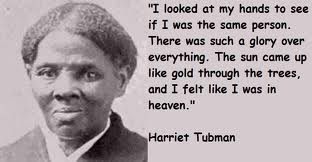 "I looked at my hands to see
if I was the same person.
There was such a glory over
everything. The sun came up
like gold through the trees,
and I felt like I was in
heaven."
Harriet Tubman